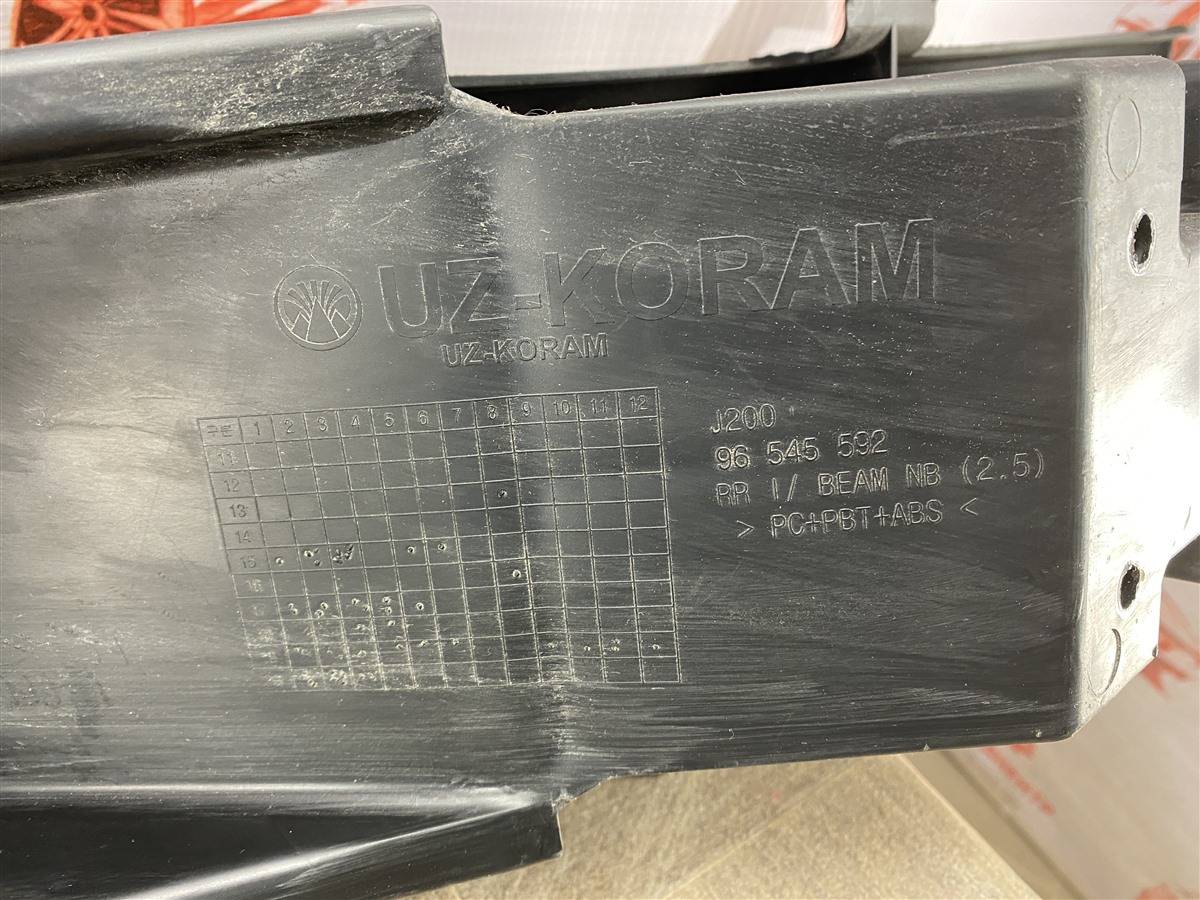 UZ-KORAM
UZ-KORAM
1 2 3 4 5 6 7 8 9 10 11 12
11
12
13
14
15
16
17
J200
96 545 592
RR I/ BEAM NB (2.5)
> PC+PBT+ABS <